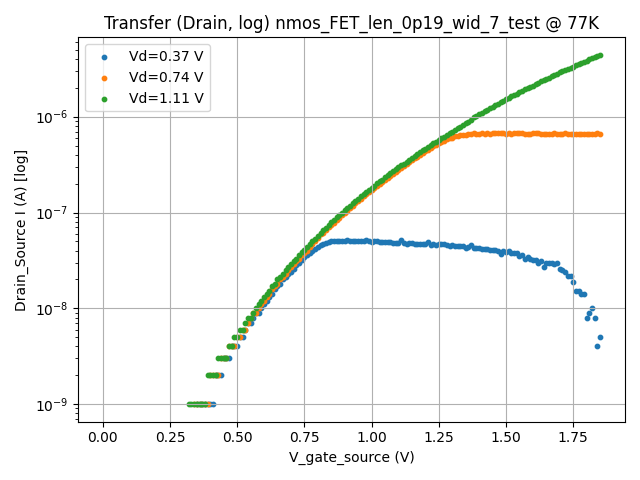 Transfer (Drain, log) nmos_FET_len_0p19_wid_7_test @ 77K
Vd=0.37 V
Vd=0.74 V
Vd=1.11 V
Drain_Source I (A) [log]
10⁻⁶
10⁻⁷
10⁻⁸
10⁻⁹
0.00 0.25 0.50 0.75 1.00 1.25 1.50 1.75
V_gate_source (V)